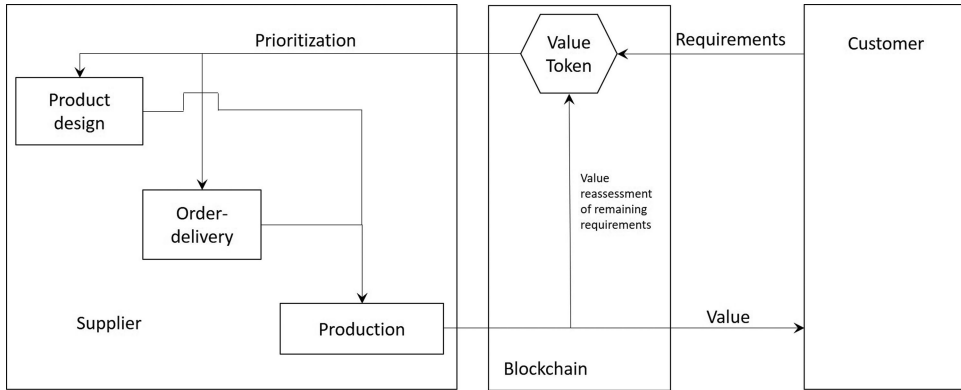 Prioritization
Value
Token
Requirements
Customer
Product
design
Order-
delivery
Value
reassessment
of remaining
requirements
Supplier
Production
Value
Blockchain